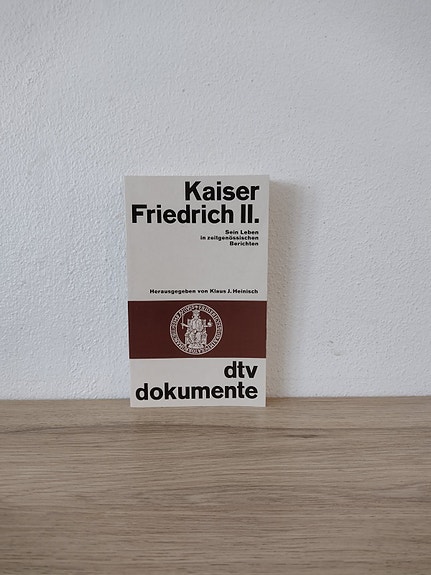 Kaiser
Friedrich II.
Sein Leben
in zeitgenössischen
Berichten
Herausgegeben von Klaus J. Heinisch
dtv
dokumente